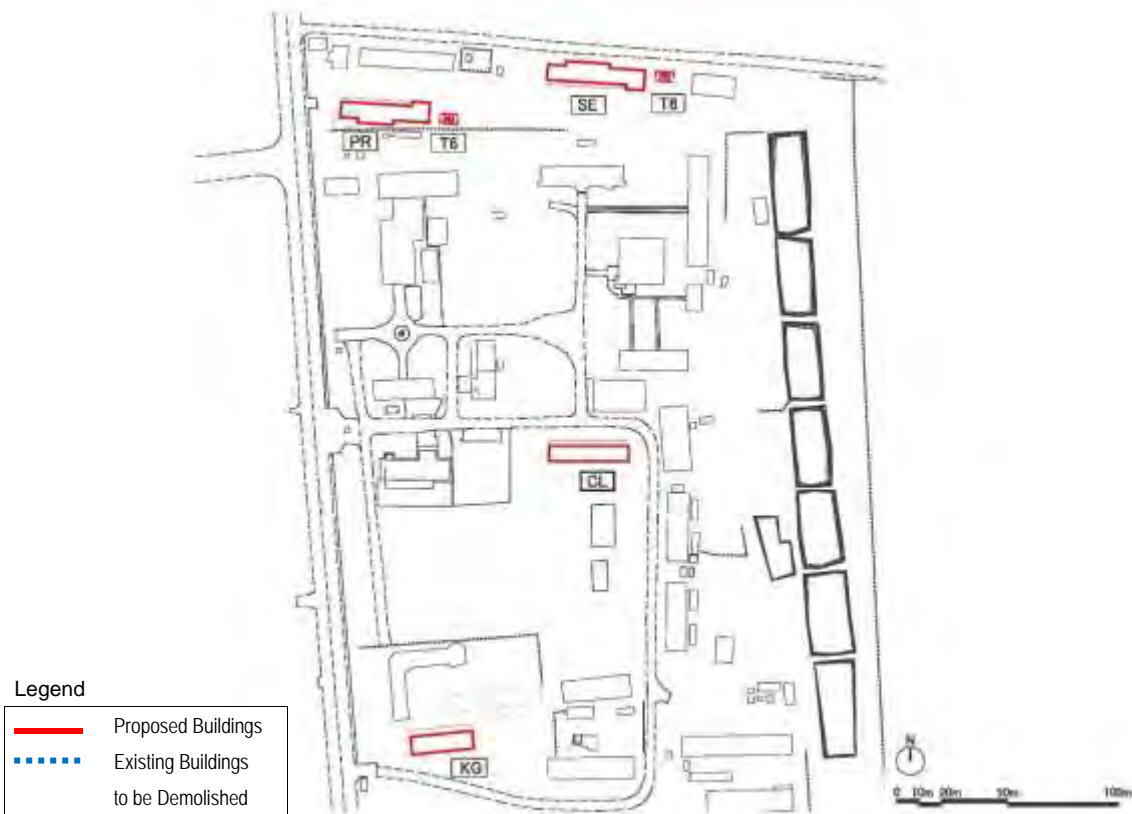 SE
T6
PR
T6
CL
KG
Legend
Proposed Buildings
Existing Buildings
to be Demolished
N
0 10m 20m 50m 100m